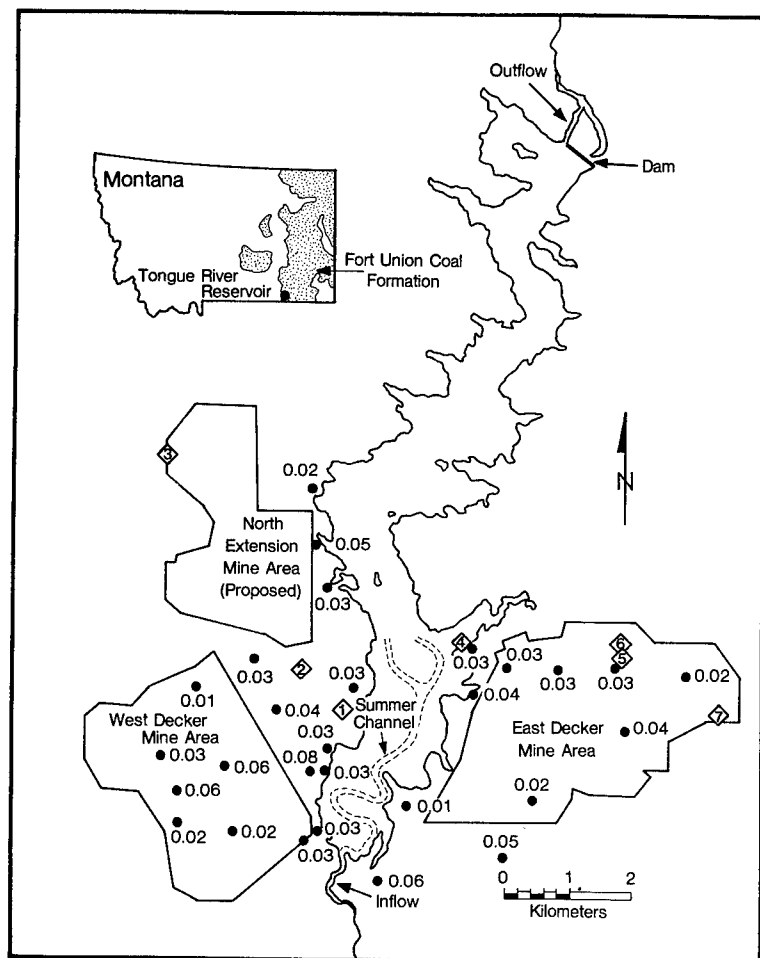 Outflow
Dam
Montana
Fort Union Coal
Formation
Tongue River
Reservoir
3
0.02
N
North
Extension
Mine Area
(Proposed)
0.05
0.03
4
0.03
6
5
0.03
0.03
0.02
2
0.03
0.03
0.01
0.04
1
Summer
Channel
0.04
7
West Decker
Mine Area
East Decker
Mine Area
0.04
0.03
0.03
0.08
0.03
0.06
0.06
0.02
0.01
0.02
0.02
0.03
0.03
0.05
0.06
Inflow
0 1 2
Kilometers